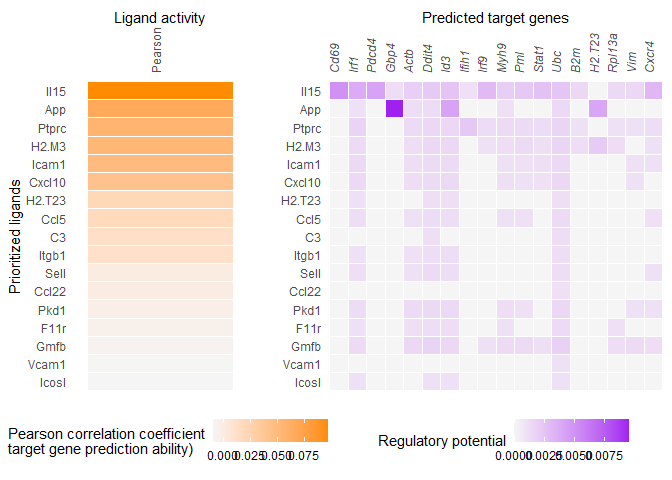 Ligand activity
Predicted target genes
Pearson
Cd69 Irf1 Pdcd4 Gbp4 Actb Ddit4 Id3 Ifih1 Irf9 Myh9 Pml Stat1 Ubc B2m H2.T23 Rpl13a Vim Cxcr4
Prioritized ligands
Il15
App
Ptprc
H2.M3
Icam1
Cxcl10
H2.T23
Ccl5
C3
Itgb1
Sell
Ccl22
Pkd1
F11r
Gmfb
Vcam1
Icosl
Il15
App
Ptprc
H2.M3
Icam1
Cxcl10
H2.T23
Ccl5
C3
Itgb1
Sell
Ccl22
Pkd1
F11r
Gmfb
Vcam1
Icosl
Pearson correlation coefficient
target gene prediction ability)
0.000 0.025 0.050 0.075
Regulatory potential
0.0000 0.0025 0.0050 0.0075